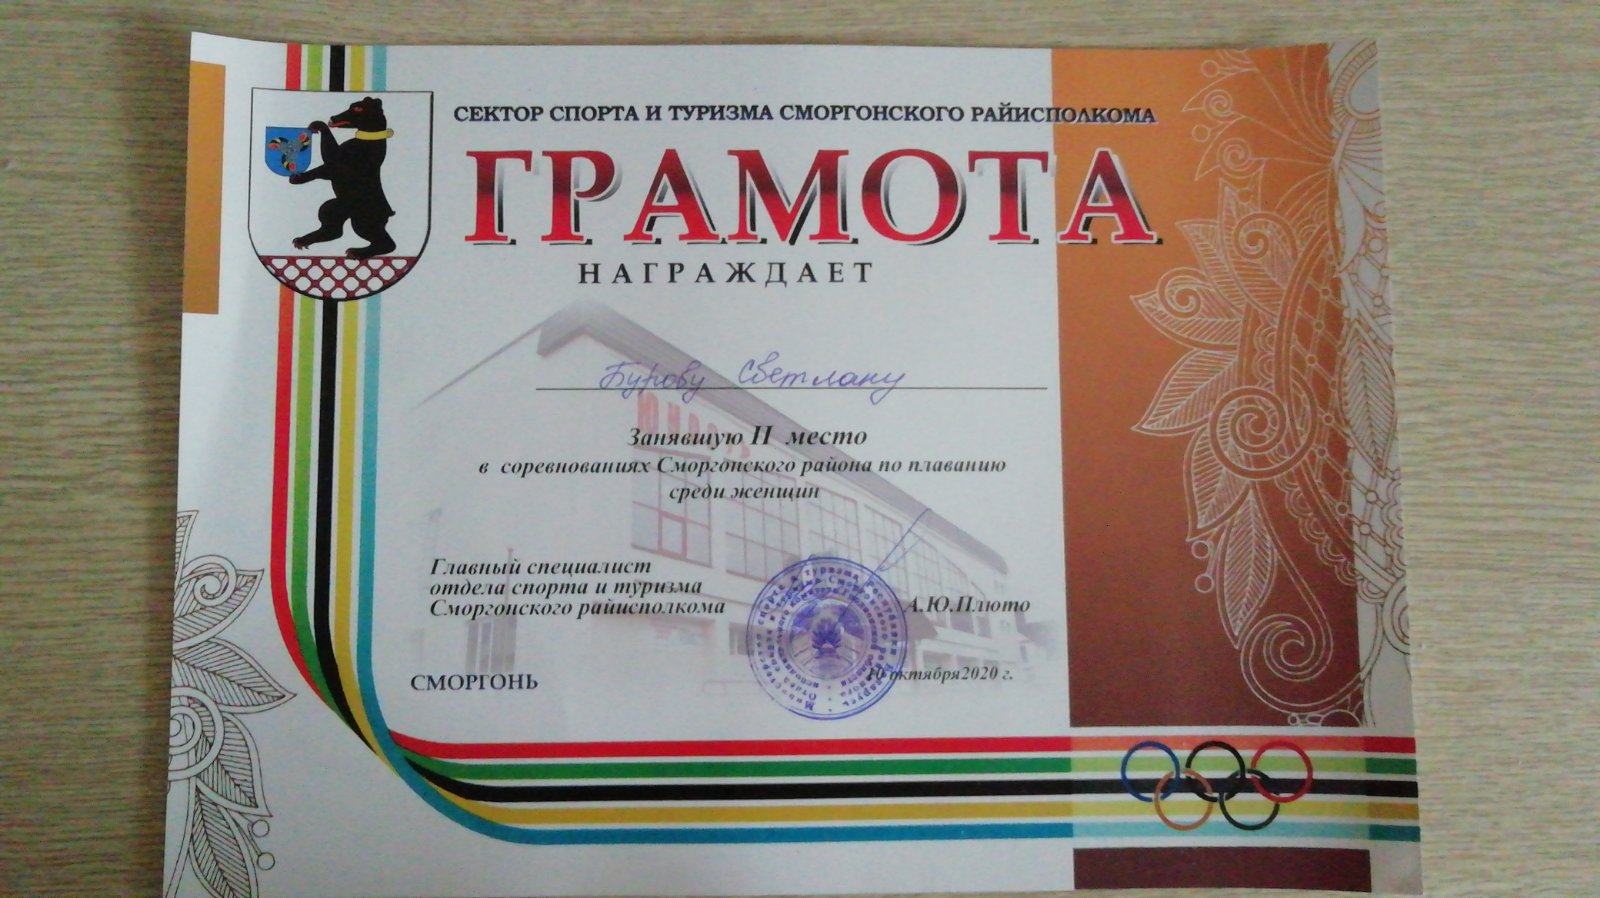 СЕКТОР СПОРТА И ТУРИЗМА СМОРГОНСКОГО РАЙИСПОЛКОМА
ГРАМОТА
НАГРАЖДАЕТ
Бурову Светлану
Занявшую II место
в соревнованиях Сморгонского района по плаванию
среди женщин
Главный специалист
отдела спорта и туризма
Сморгонского райисполкома
А.Ю.Плюто
СМОРГОНЬ
10 октября2020 г.